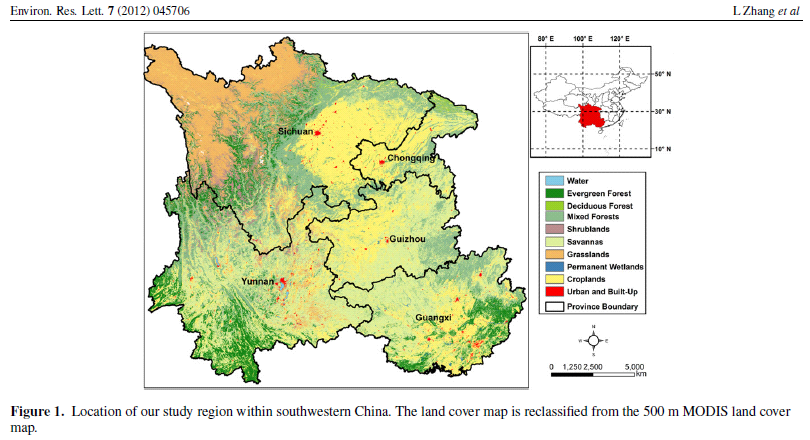 Environ. Res. Lett. 7 (2012) 045706 L Zhang et al
80° E 100° E 120° E
50° N
30° N
10° N
Sichuan
Chongqing
Guizhou
Yunnan
Guangxi
Water
Evergreen Forest
Deciduous Forest
Mixed Forests
Shrublands
Savannas
Grasslands
Permanent Wetlands
Croplands
Urban and Built-Up
Province Boundary
N
W E
S
0 1,250 2,500 5,000
km
Figure 1. Location of our study region within southwestern China. The land cover map is reclassified from the 500 m MODIS land cover
map.